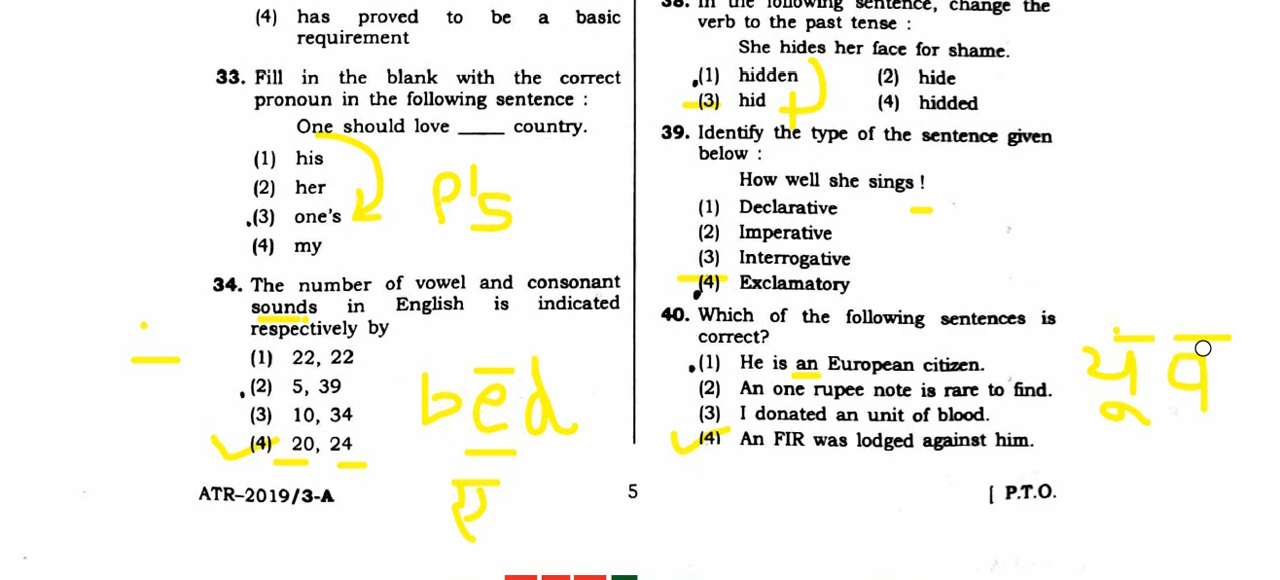 (4) has proved to be a basic
requirement
33. Fill in the blank with the correct
pronoun in the following sentence :
One should love _____ country.
(1) his
(2) her
(3) one's
(4) my
P's
34. The number of vowel and consonant
sounds in English is indicated
respectively by
(1) 22, 22
(2) 5, 39
(3) 10, 34
(4) 20, 24
bed
ए
ATR–2019/3-A
5
38. In the following sentence, change the
verb to the past tense :
She hides her face for shame.
(1) hidden (2) hide
(3) hid (4) hidded
39. Identify the type of the sentence given
below :
How well she sings !
(1) Declarative
(2) Imperative
(3) Interrogative
(4) Exclamatory
40. Which of the following sentences is
correct?
(1) He is an European citizen.
(2) An one rupee note is rare to find.
(3) I donated an unit of blood.
(4) An FIR was lodged against him.
यू व
[ P.T.O.